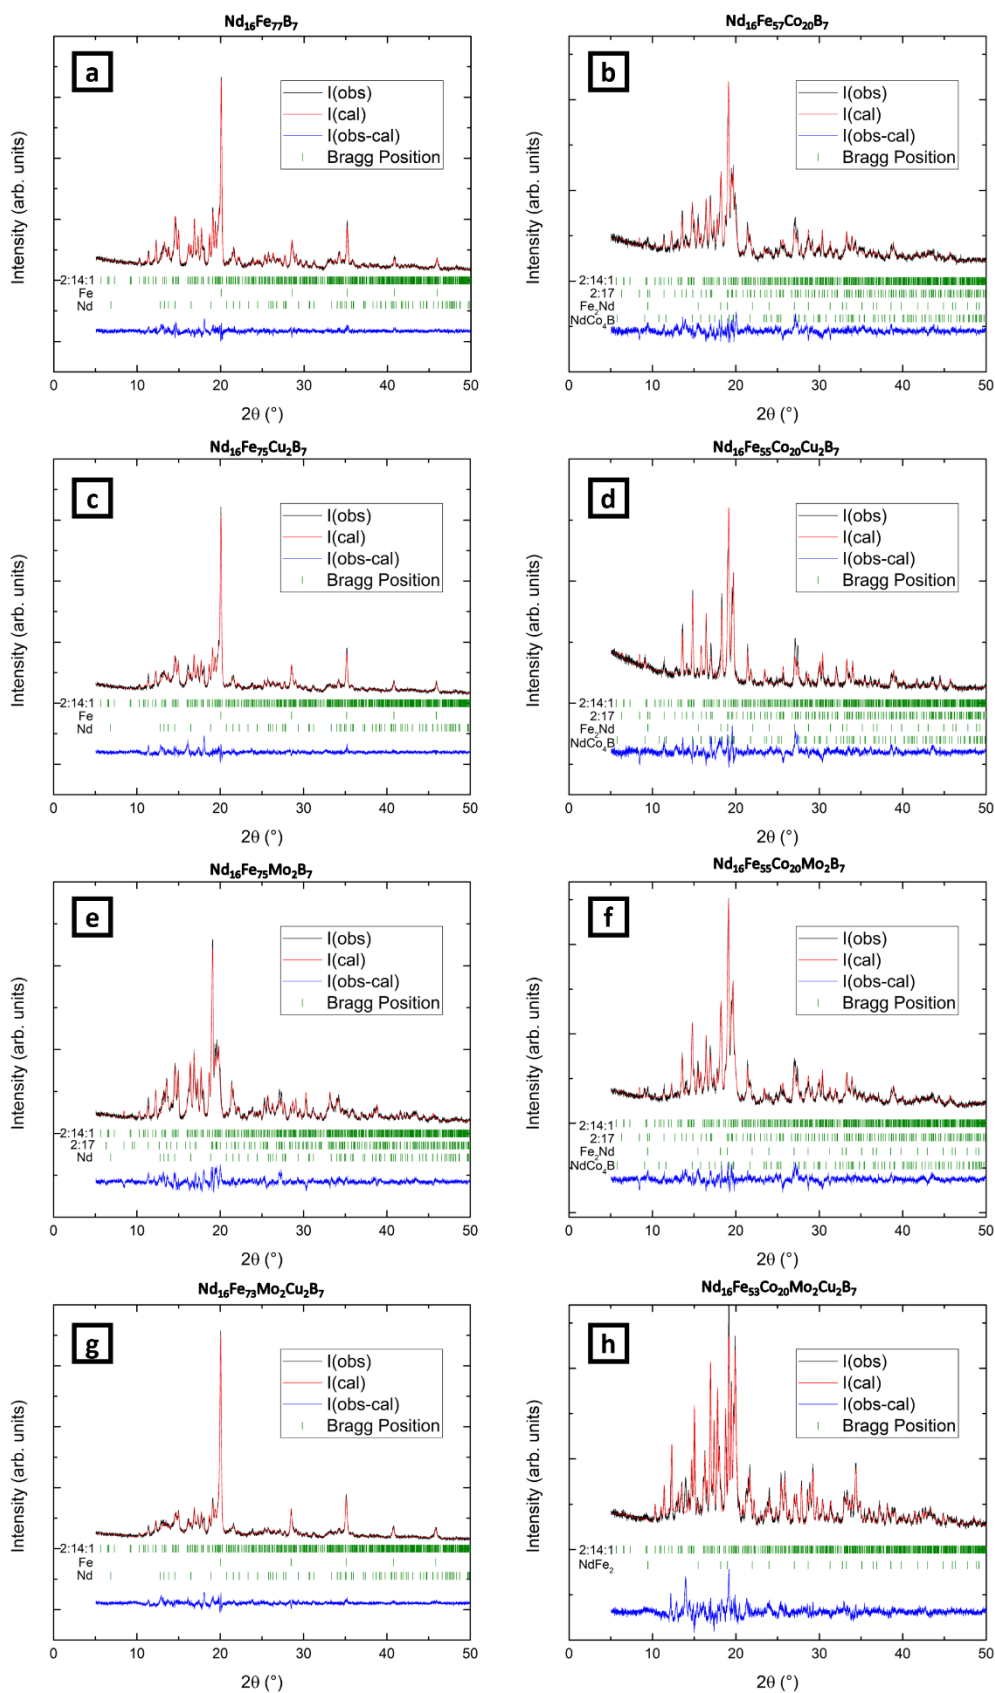 Nd₁₆Fe₇₇B₇
a
I(obs)
I(cal)
I(obs-cal)
Bragg Position
Intensity (arb. units)
2:14:1
Fe
Nd
0 10 20 30 40 50
2θ (°)
Nd₁₆Fe₅₇Co₂₀B₇
b
I(obs)
I(cal)
I(obs-cal)
Bragg Position
Intensity (arb. units)
2:14:1
2:17
Fe₂Nd
NdCo₄B
0 10 20 30 40 50
2θ (°)
Nd₁₆Fe₇₅Cu₂B₇
c
I(obs)
I(cal)
I(obs-cal)
Bragg Position
Intensity (arb. units)
2:14:1
Fe
Nd
0 10 20 30 40 50
2θ (°)
Nd₁₆Fe₅₅Co₂₀Cu₂B₇
d
I(obs)
I(cal)
I(obs-cal)
Bragg Position
Intensity (arb. units)
2:14:1
2:17
Fe₂Nd
NdCo₄B
0 10 20 30 40 50
2θ (°)
Nd₁₆Fe₇₅Mo₂B₇
e
I(obs)
I(cal)
I(obs-cal)
Bragg Position
Intensity (arb. units)
2:14:1
2:17
Nd
0 10 20 30 40 50
2θ (°)
Nd₁₆Fe₅₅Co₂₀Mo₂B₇
f
I(obs)
I(cal)
I(obs-cal)
Bragg Position
Intensity (arb. units)
2:14:1
2:17
Fe₂Nd
NdCo₄B
0 10 20 30 40 50
2θ (°)
Nd₁₆Fe₇₃Mo₂Cu₂B₇
g
I(obs)
I(cal)
I(obs-cal)
Bragg Position
Intensity (arb. units)
2:14:1
Fe
Nd
0 10 20 30 40 50
2θ (°)
Nd₁₆Fe₅₃Co₂₀Mo₂Cu₂B₇
h
I(obs)
I(cal)
I(obs-cal)
Bragg Position
Intensity (arb. units)
2:14:1
NdFe₂
0 10 20 30 40 50
2θ (°)